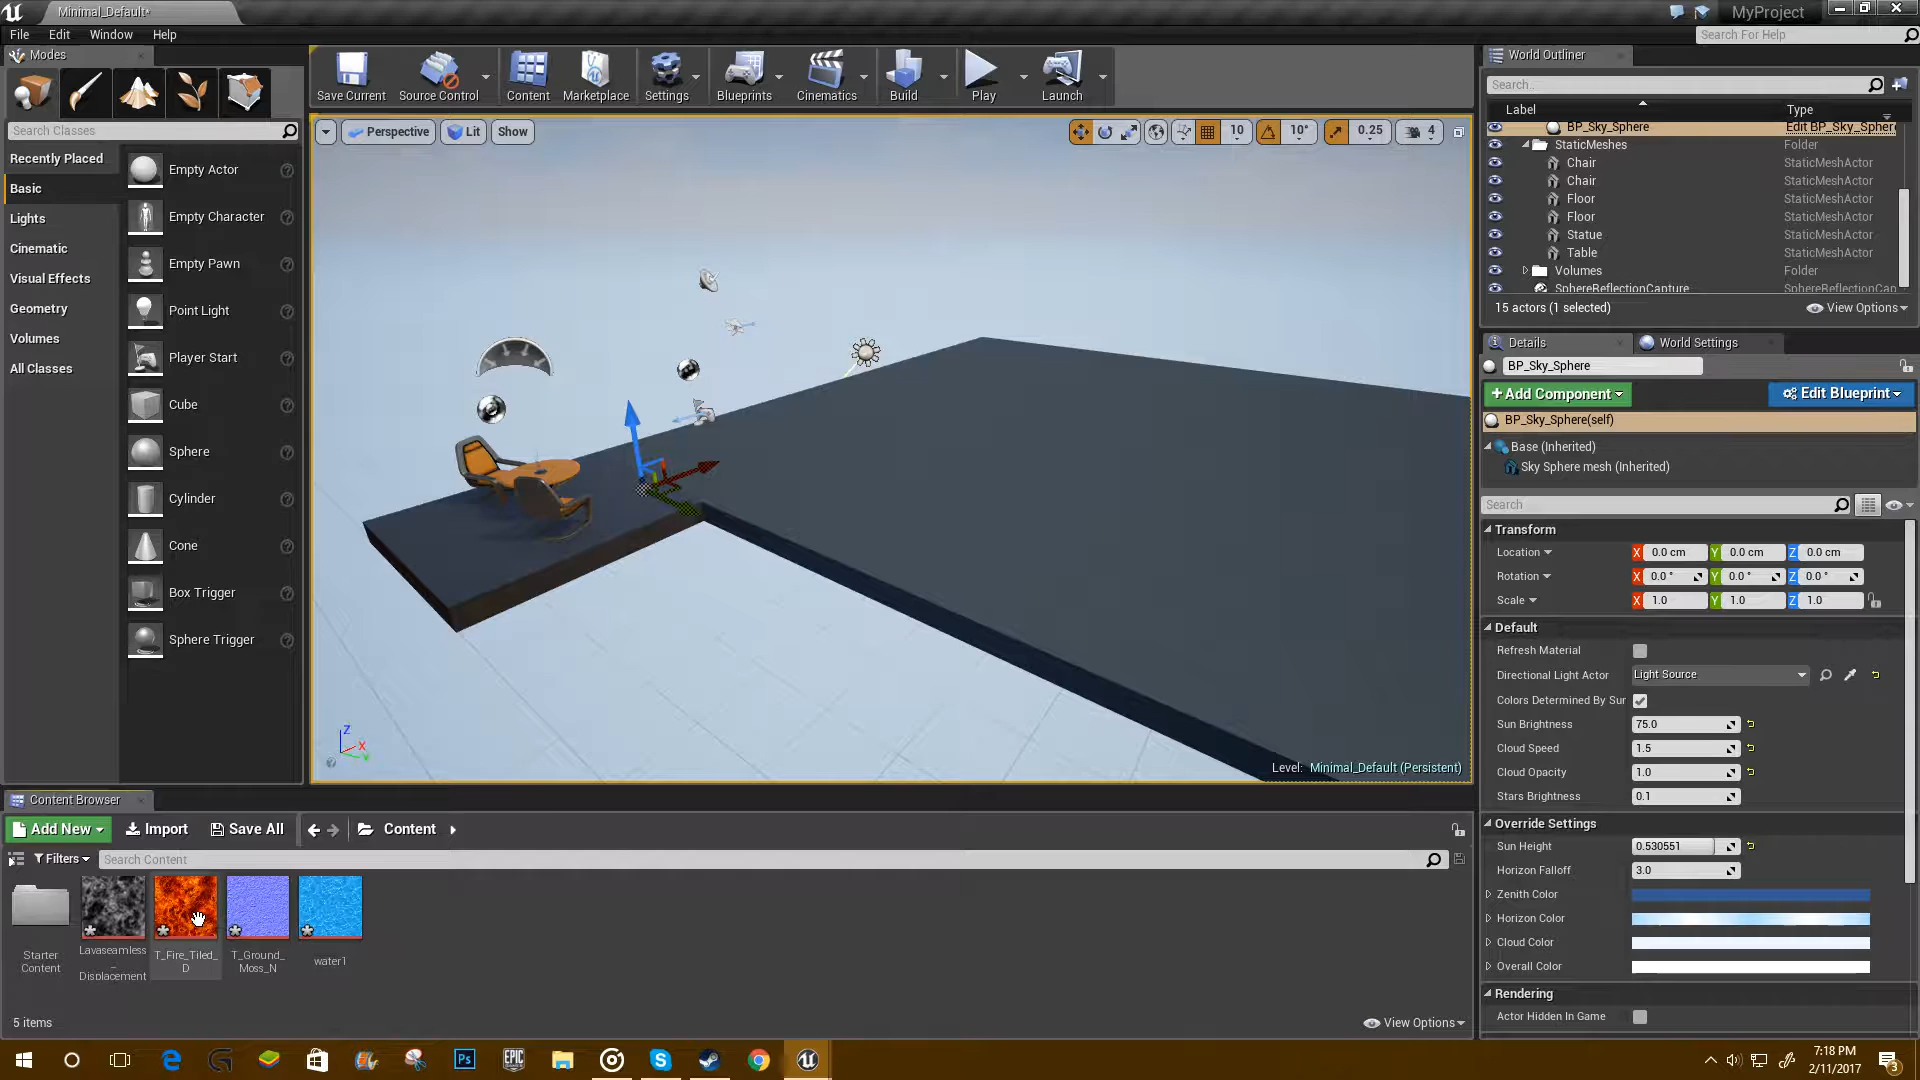 Minimal_Default*
MyProject
File Edit Window Help
Search For Help
Modes
Save Current
Source Control
Content
Marketplace
Settings
Blueprints
Cinematics
Build
Play
Launch
Search Classes
Recently Placed
Basic
Lights
Cinematic
Visual Effects
Geometry
Volumes
All Classes
Empty Actor
Empty Character
Empty Pawn
Point Light
Player Start
Cube
Sphere
Cylinder
Cone
Box Trigger
Sphere Trigger
Perspective
Lit
Show
10
10°
0.25
4
Z
X
Y
Level: Minimal_Default (Persistent)
World Outliner
Search...
Label Type
BP_Sky_Sphere Edit BP_Sky_Sphere
StaticMeshes Folder
Chair StaticMeshActor
Chair StaticMeshActor
Floor StaticMeshActor
Floor StaticMeshActor
Statue StaticMeshActor
Table StaticMeshActor
Volumes Folder
SphereReflectionCapture SphereReflectionCap
15 actors (1 selected)
View Options
Details
World Settings
BP_Sky_Sphere
+Add Component
Edit Blueprint
BP_Sky_Sphere(self)
Base (Inherited)
Sky Sphere mesh (Inherited)
Search
Transform
Location X 0.0 cm Y 0.0 cm Z 0.0 cm
Rotation X 0.0 ° Y 0.0 ° Z 0.0 °
Scale X 1.0 Y 1.0 Z 1.0
Default
Refresh Material
Directional Light Actor Light Source
Colors Determined By Sur
Sun Brightness 75.0
Cloud Speed 1.5
Cloud Opacity 1.0
Stars Brightness 0.1
Override Settings
Sun Height 0.530551
Horizon Falloff 3.0
Zenith Color
Horizon Color
Cloud Color
Overall Color
Rendering
Actor Hidden In Game
Content Browser
Add New
Import
Save All
Content
Filters
Search Content
Starter
Content
Lavaseamless
_
Displacement
T_Fire_Tiled_
D
T_Ground_
Moss_N
water1
5 items
View Options
Ps
EPIC
GAMES
7:18 PM
2/11/2017
3